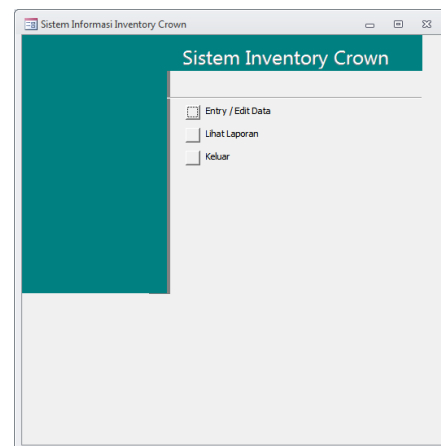 Sistem Informasi Inventory Crown
Sistem Inventory Crown
Entry / Edit Data
Lihat Laporan
Keluar